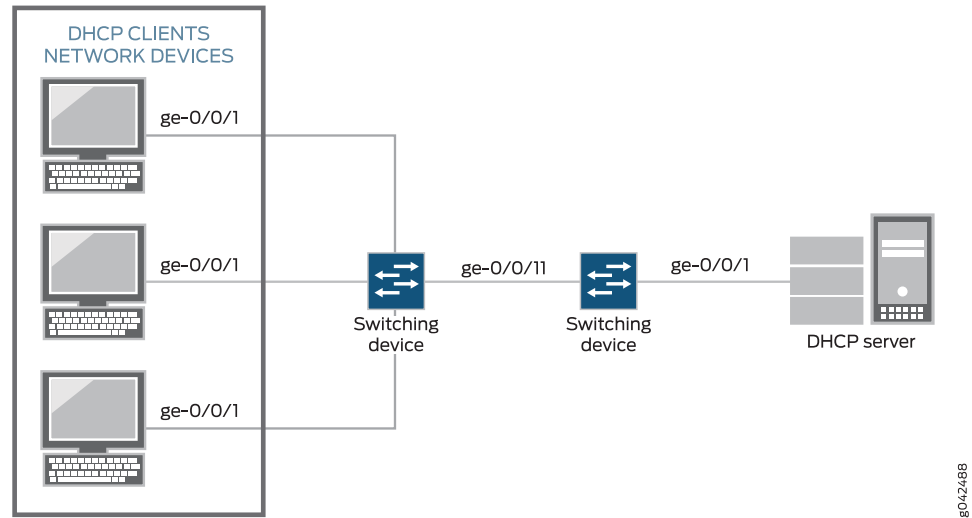 DHCP CLIENTS
NETWORK DEVICES
ge-0/0/1
ge-0/0/1
ge-0/0/11
ge-0/0/1
Switching
device
Switching
device
DHCP server
ge-0/0/1
g042488